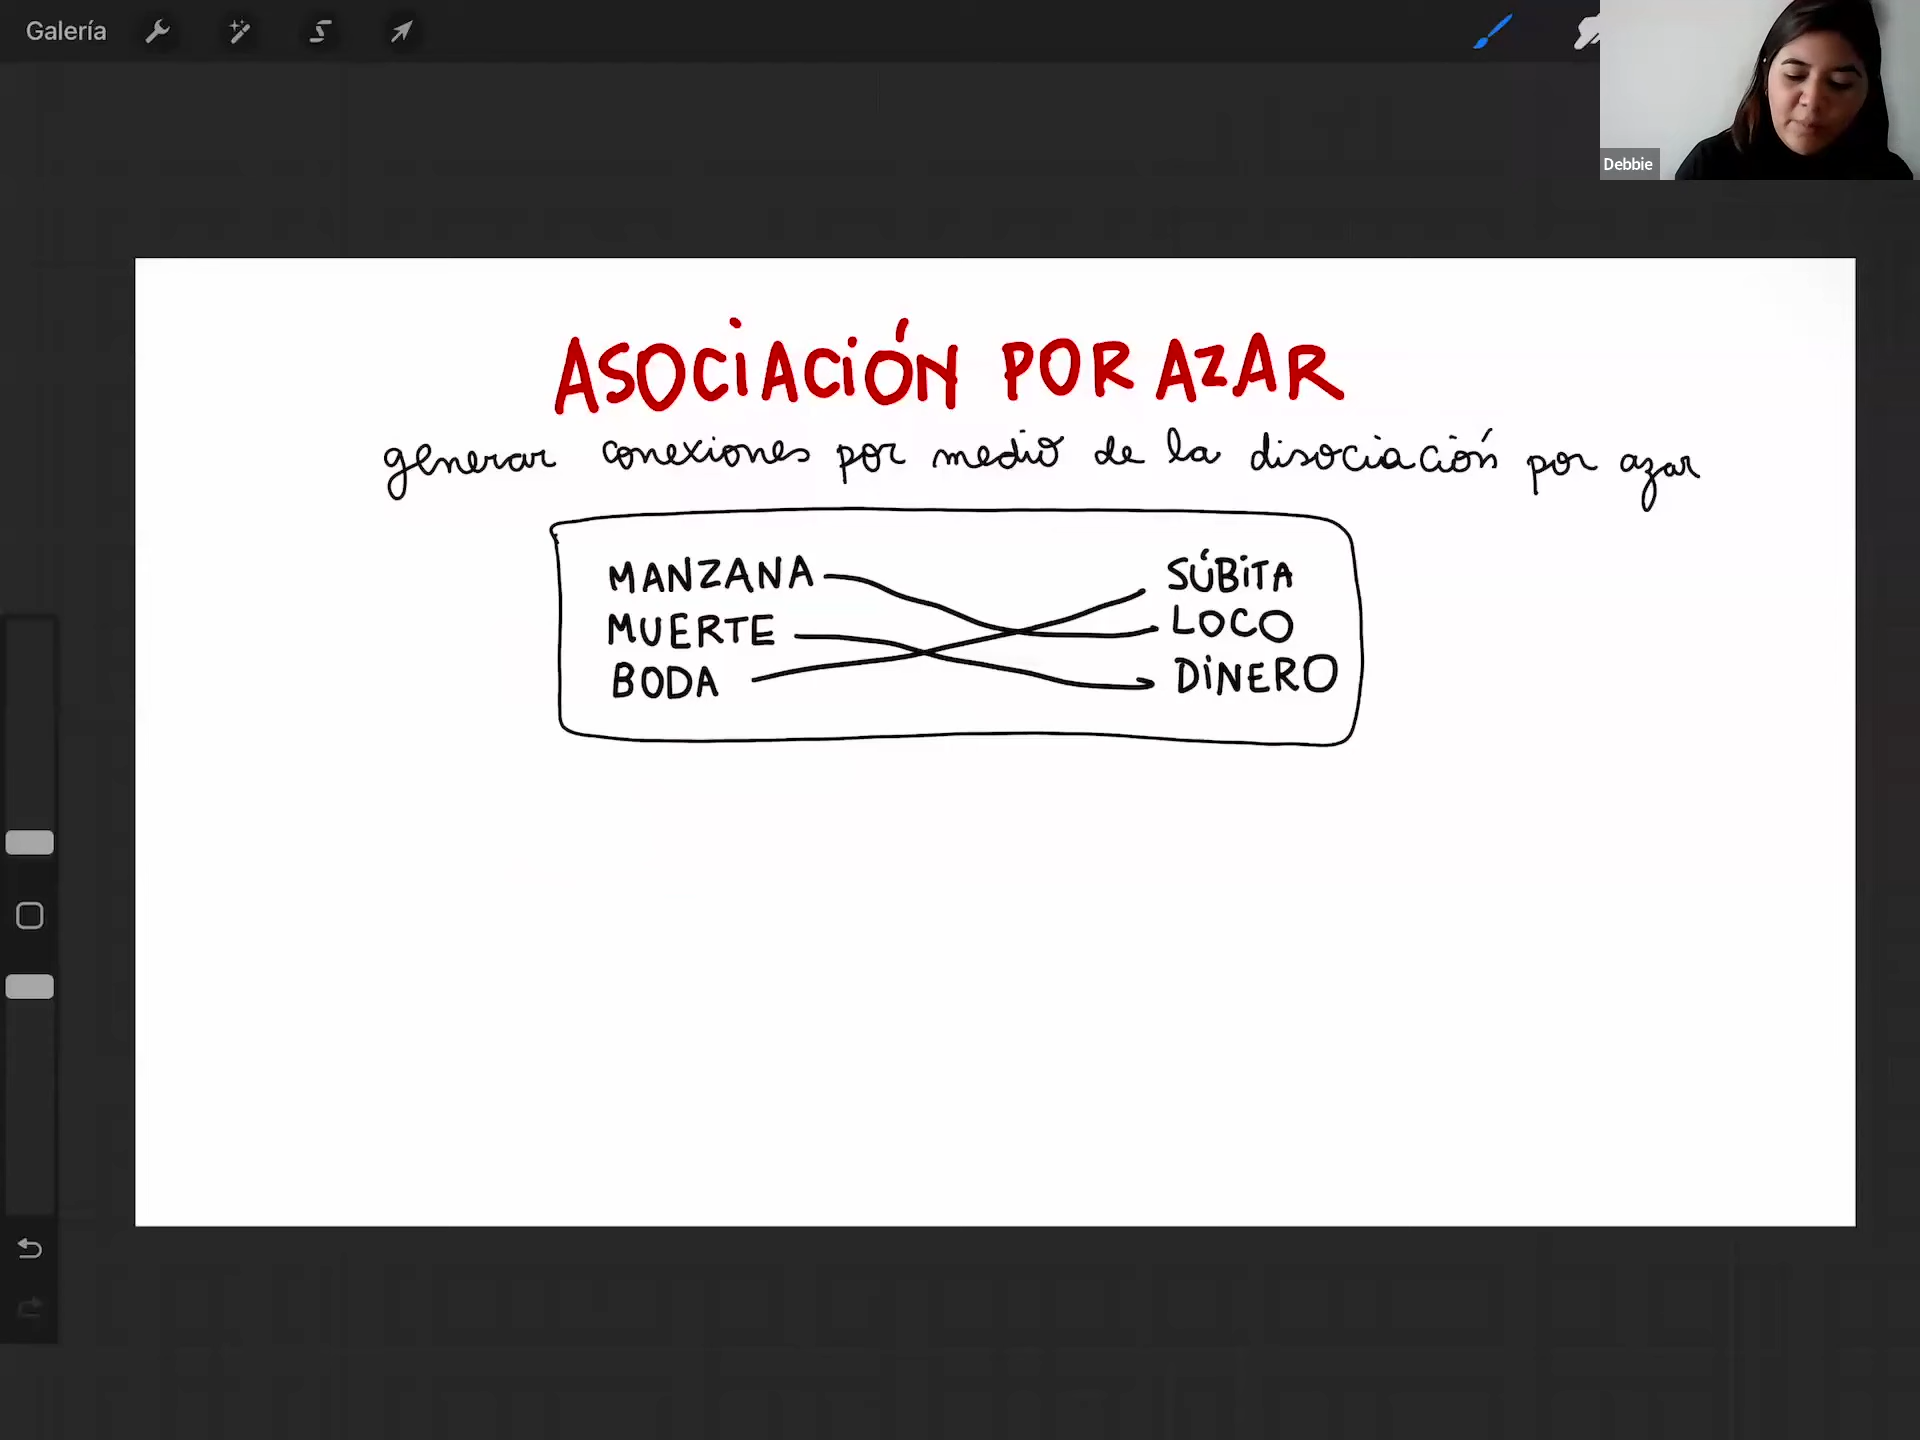 Galería
Debbie
ASOCIACIÓN POR AZAR
generar conexiones por medio de la disociación por azar
MANZANA SÚBITA
MUERTE LOCO
BODA DINERO